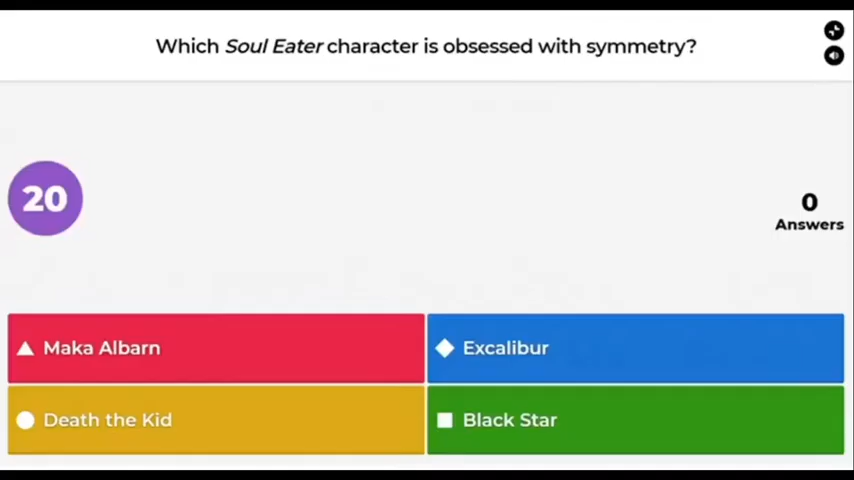 Which Soul Eater character is obsessed with symmetry?
20
0
Answers
Maka Albarn
Excalibur
Death the Kid
Black Star